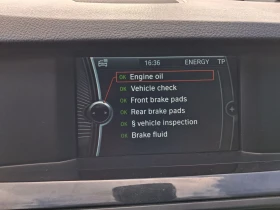 16:36 ENERGY TP
OK Engine oil
OK Vehicle check
OK Front brake pads
OK Rear brake pads
OK § vehicle inspection
OK Brake fluid